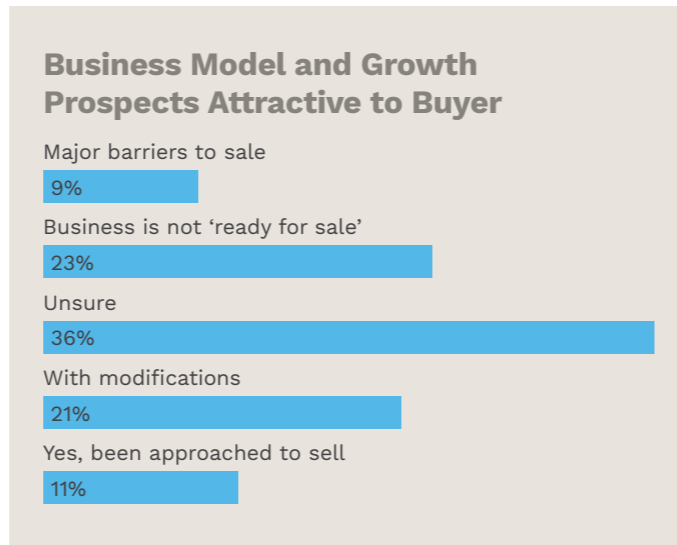 Business Model and Growth
Prospects Attractive to Buyer
Major barriers to sale
9%
Business is not ‘ready for sale’
23%
Unsure
36%
With modifications
21%
Yes, been approached to sell
11%